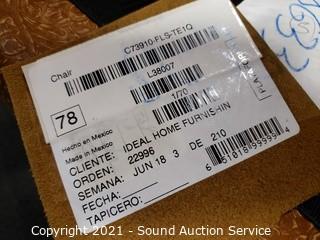 Chair
C73910-FLS-TE1Q
L38007
1/70
78
Hecho en Mexico
Made in Mexico
CLIENTE: IDEAL HOME FURNISHIN
ORDEN: 22996
SEMANA: JUN 18 3 DE 210
FECHA:
TAPICERO:
Copyright 2021 - Sound Auction Service